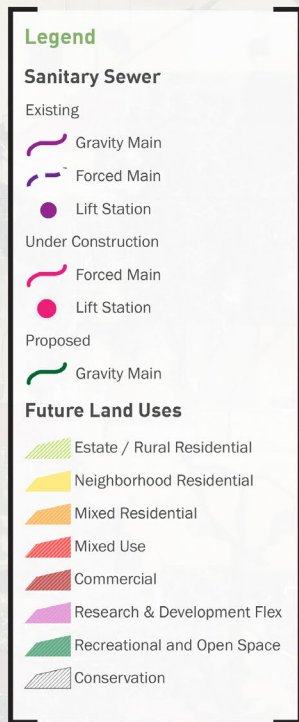 Legend
Sanitary Sewer
Existing
Gravity Main
Forced Main
Lift Station
Under Construction
Forced Main
Lift Station
Proposed
Gravity Main
Future Land Uses
Estate / Rural Residential
Neighborhood Residential
Mixed Residential
Mixed Use
Commercial
Research & Development Flex
Recreational and Open Space
Conservation